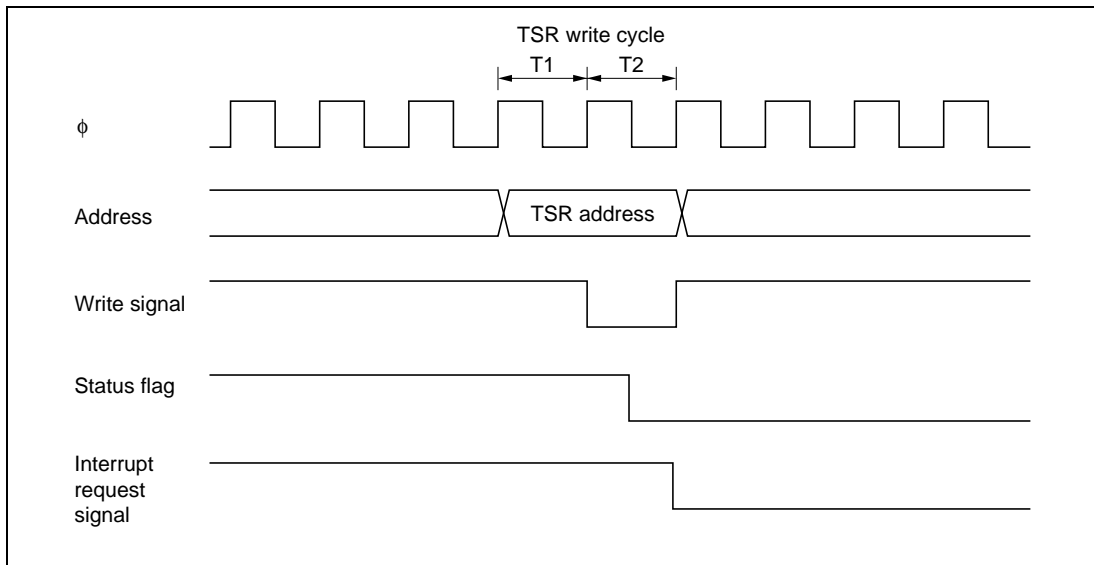 TSR write cycle
T1 T2
ϕ
Address
TSR address
Write signal
Status flag
Interrupt
request
signal